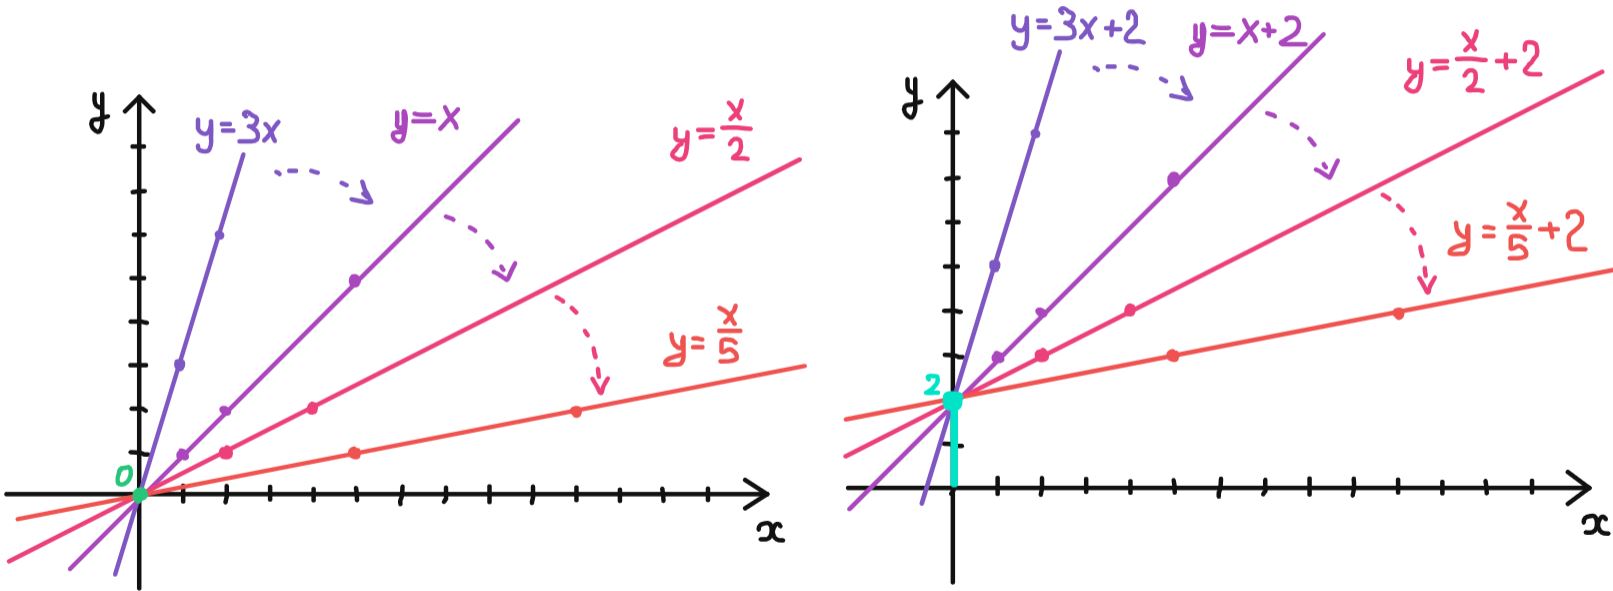 y
y=3x
y=x
y=x/2
y=x/5
0
x
y
y=3x+2
y=x+2
y=x/2+2
y=x/5+2
2
x